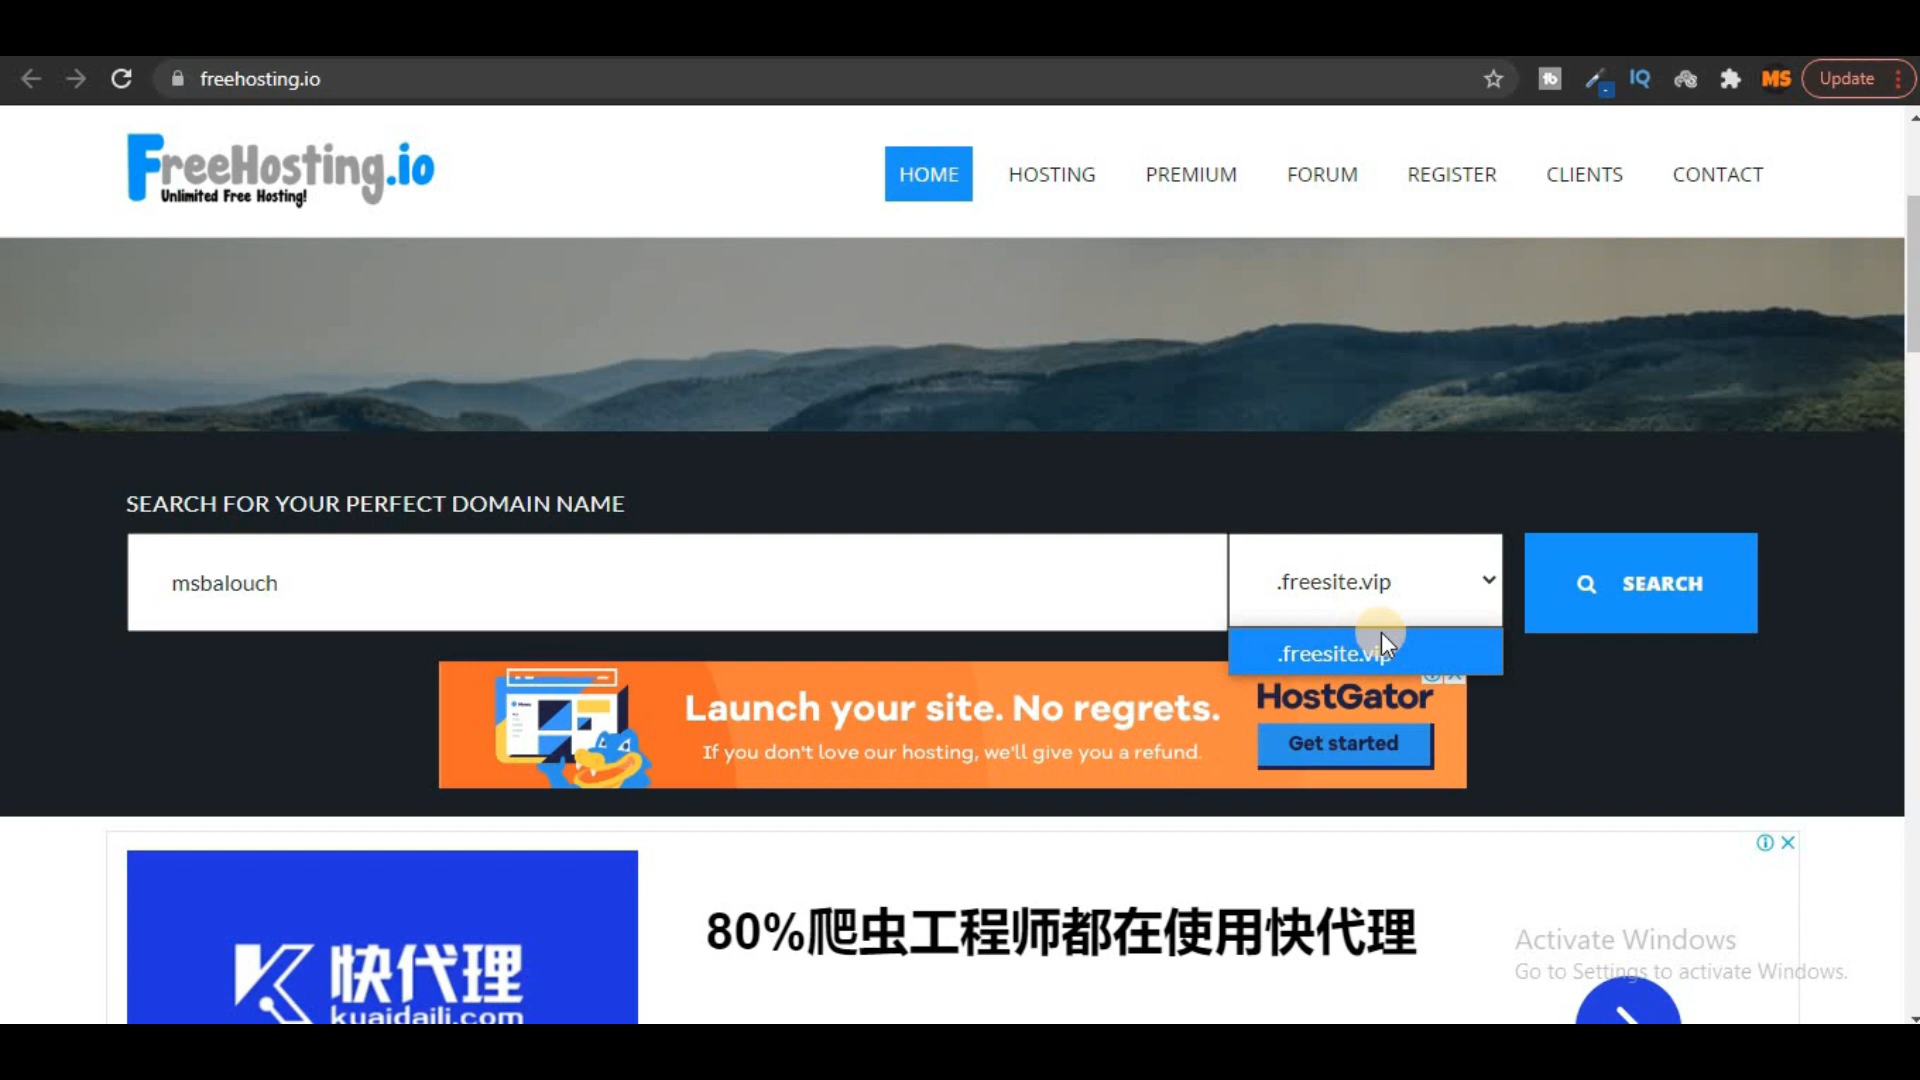 freehosting.io
MS
Update
FreeHosting.io
Unlimited Free Hosting!
HOME
HOSTING
PREMIUM
FORUM
REGISTER
CLIENTS
CONTACT
SEARCH FOR YOUR PERFECT DOMAIN NAME
msbalouch
.freesite.vip
SEARCH
.freesite.vip
Launch your site. No regrets.
If you don't love our hosting, we'll give you a refund.
HostGator
Get started
80%爬虫工程师都在使用快代理
快代理
kuaidaili.com
Activate Windows
Go to Settings to activate Windows.